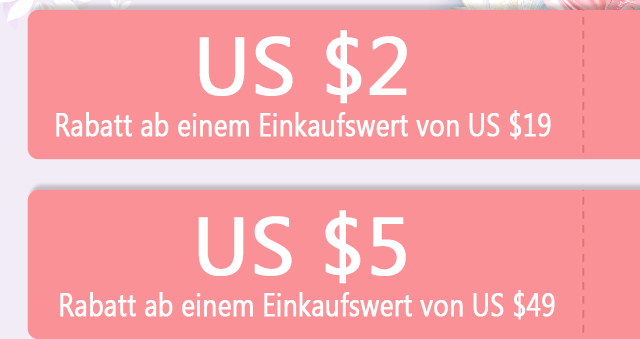 US $2
Rabatt ab einem Einkaufswert von US $19
US $5
Rabatt ab einem Einkaufswert von US $49